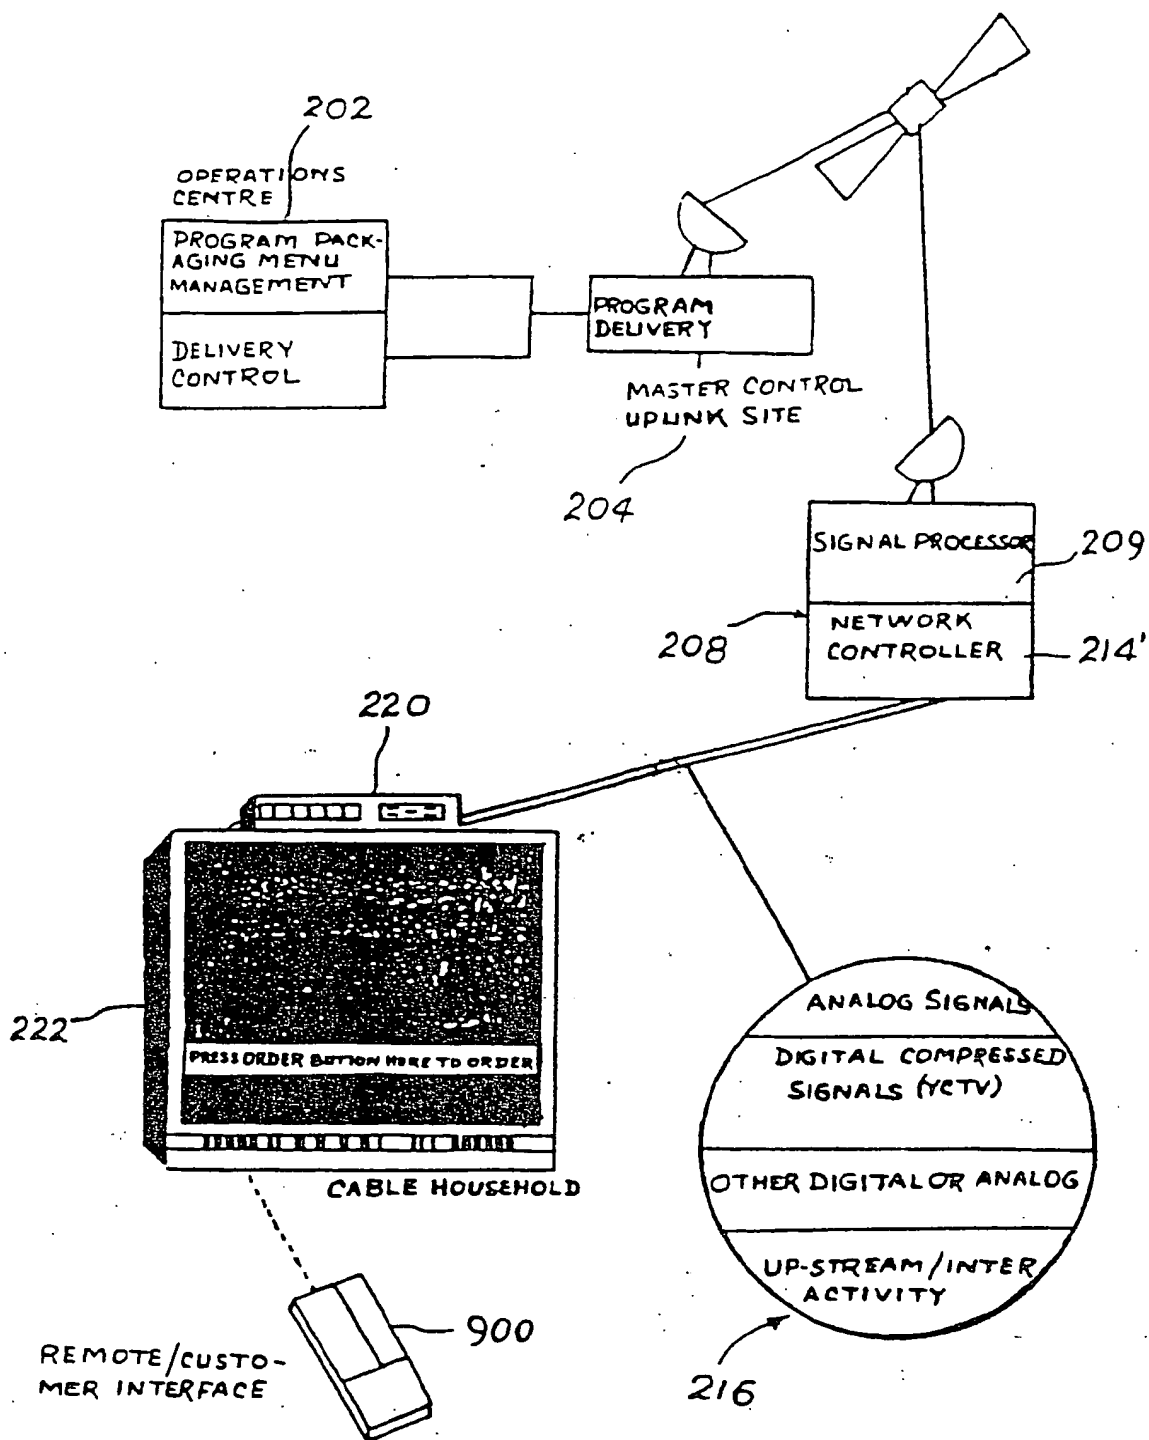 202
OPERATIONS
CENTRE
PROGRAM PACK-
AGING MENU
MANAGEMENT
DELIVERY
CONTROL
PROGRAM
DELIVERY
MASTER CONTROL
UPLINK SITE
204
SIGNAL PROCESSOR
209
208
NETWORK
CONTROLLER
214'
220
222
PRESS ORDER BUTTON HERE TO ORDER
CABLE HOUSEHOLD
ANALOG SIGNALS
DIGITAL COMPRESSED
SIGNALS (YCTV)
OTHER DIGITAL OR ANALOG
UP-STREAM/INTER
ACTIVITY
216
900
REMOTE/CUSTO-
MER INTERFACE